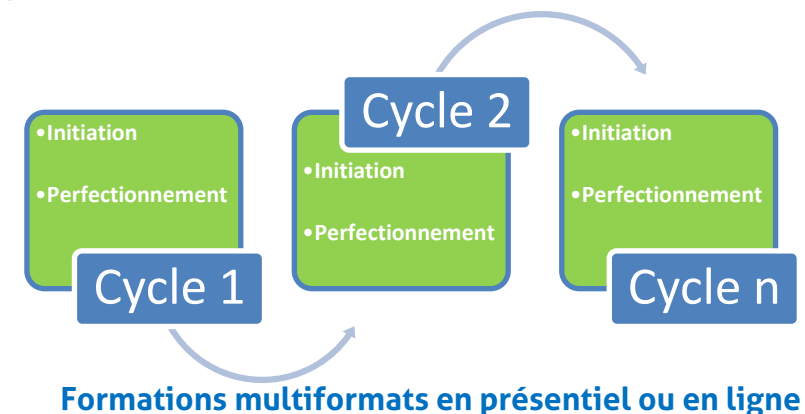 •Initiation
•Perfectionnement
Cycle 1
Cycle 2
•Initiation
•Perfectionnement
•Initiation
•Perfectionnement
Cycle n
Formations multiformats en présentiel ou en ligne